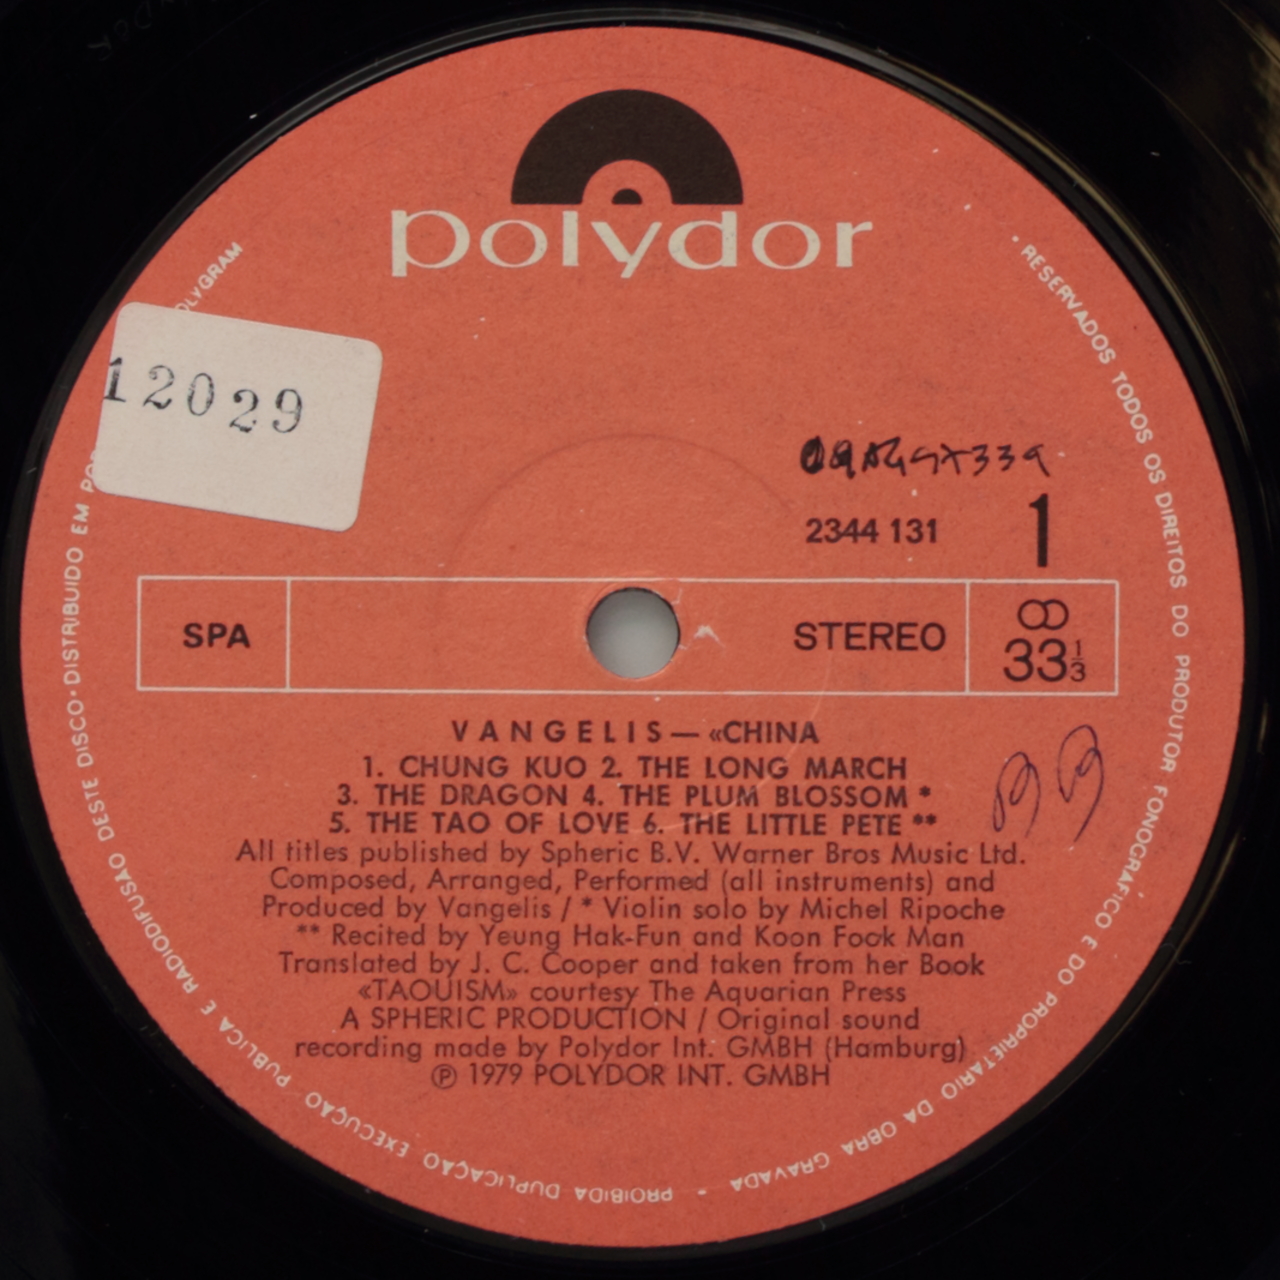 polydor
12029
2344 131
1
SPA
STEREO
33 1/3
VANGELIS — «CHINA
1. CHUNG KUO 2. THE LONG MARCH
3. THE DRAGON 4. THE PLUM BLOSSOM *
5. THE TAO OF LOVE 6. THE LITTLE PETE **
All titles published by Spheric B.V. Warner Bros Music Ltd.
Composed, Arranged, Performed (all instruments) and
Produced by Vangelis / * Violin solo by Michel Ripoche
** Recited by Yeung Hak-Fun and Koon Fook Man
Translated by J. C. Cooper and taken from her Book
«TAOUISM» courtesy The Aquarian Press
A SPHERIC PRODUCTION / Original sound
recording made by Polydor Int. GMBH (Hamburg)
℗ 1979 POLYDOR INT. GMBH
• RESERVADOS TODOS OS DIREITOS DO PRODUTOR FONOGRAFICO E DO PROPRIETARIO DA OBRA GRAVADA - PROIBIDA DUPLICAÇÃO EXECUÇÃO PUBLICA E RADIODIFUSÃO DESTE DISCO • DISTRIBUIDO EM